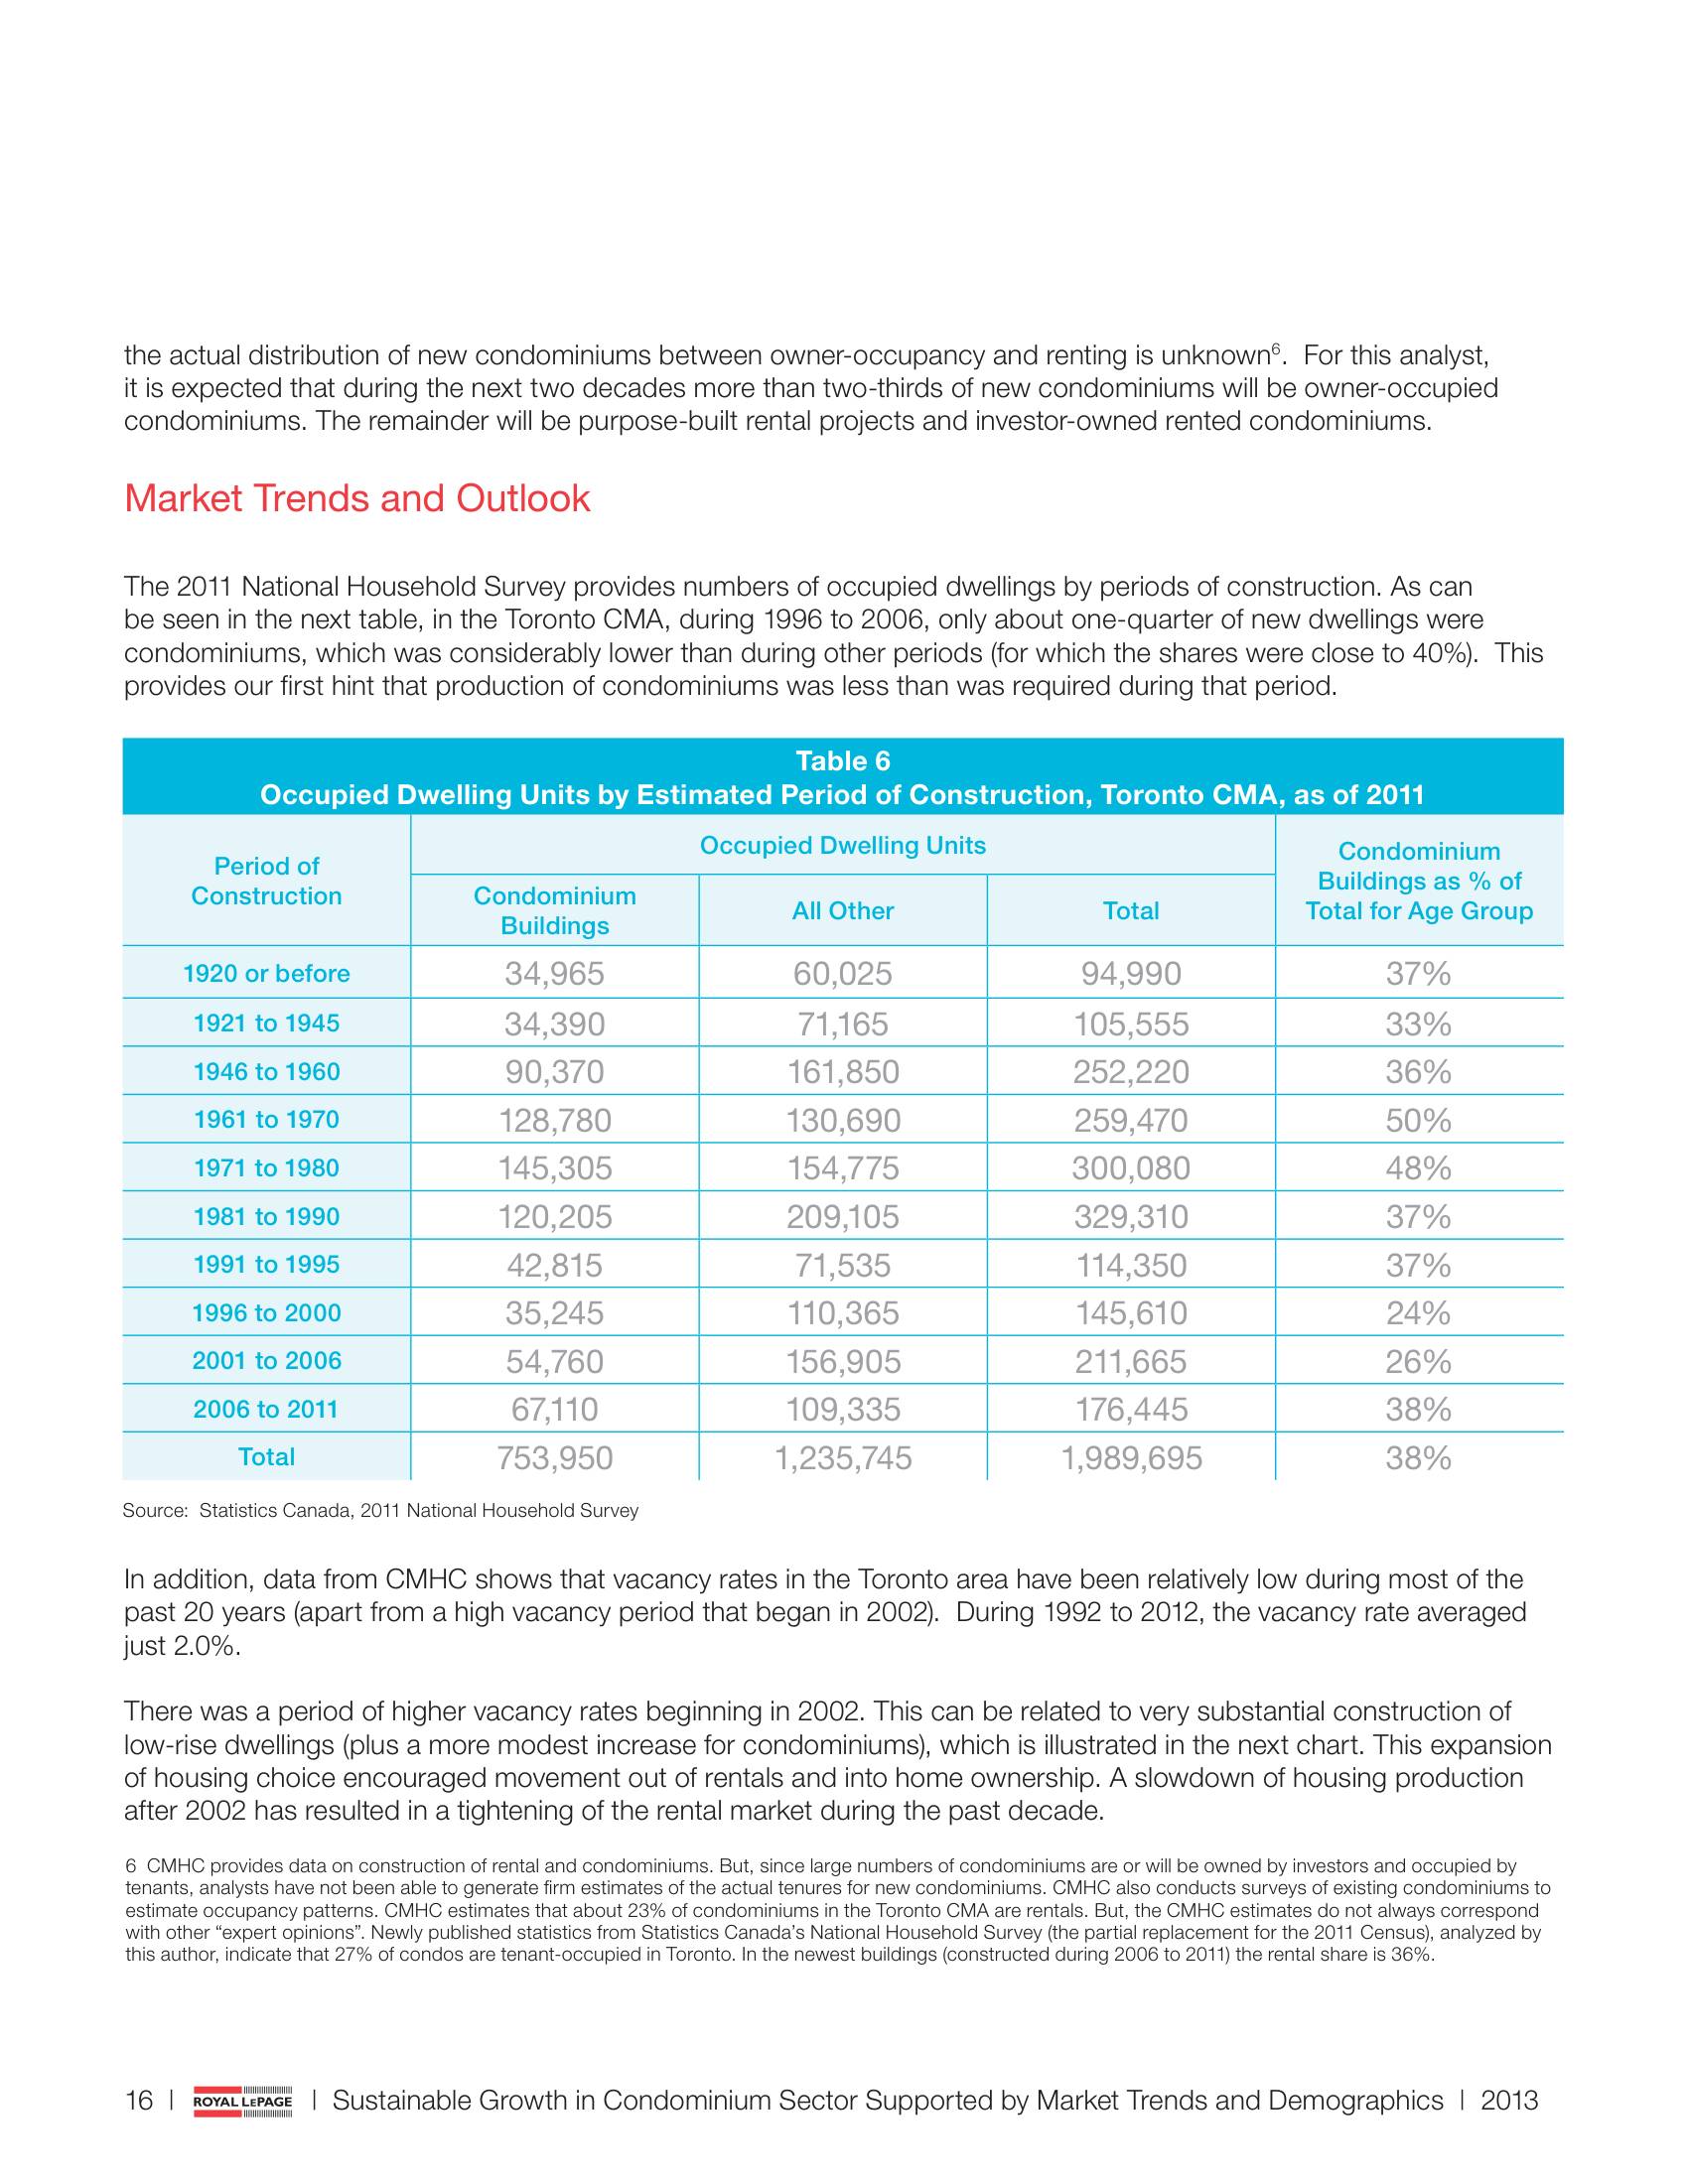 the actual distribution of new condominiums between owner-occupancy and renting is unknown⁶.  For this analyst,
it is expected that during the next two decades more than two-thirds of new condominiums will be owner-occupied
condominiums. The remainder will be purpose-built rental projects and investor-owned rented condominiums.
Market Trends and Outlook
The 2011 National Household Survey provides numbers of occupied dwellings by periods of construction. As can
be seen in the next table, in the Toronto CMA, during 1996 to 2006, only about one-quarter of new dwellings were
condominiums, which was considerably lower than during other periods (for which the shares were close to 40%).  This
provides our first hint that production of condominiums was less than was required during that period.
Table 6
Occupied Dwelling Units by Estimated Period of Construction, Toronto CMA, as of 2011
Period of
Construction
Occupied Dwelling Units
Condominium
Buildings as % of
Total for Age Group
Condominium
Buildings
All Other
Total
1920 or before 34,965 60,025 94,990 37%
1921 to 1945 34,390 71,165 105,555 33%
1946 to 1960 90,370 161,850 252,220 36%
1961 to 1970 128,780 130,690 259,470 50%
1971 to 1980 145,305 154,775 300,080 48%
1981 to 1990 120,205 209,105 329,310 37%
1991 to 1995 42,815 71,535 114,350 37%
1996 to 2000 35,245 110,365 145,610 24%
2001 to 2006 54,760 156,905 211,665 26%
2006 to 2011 67,110 109,335 176,445 38%
Total 753,950 1,235,745 1,989,695 38%
Source:  Statistics Canada, 2011 National Household Survey
In addition, data from CMHC shows that vacancy rates in the Toronto area have been relatively low during most of the
past 20 years (apart from a high vacancy period that began in 2002).  During 1992 to 2012, the vacancy rate averaged
just 2.0%.
There was a period of higher vacancy rates beginning in 2002. This can be related to very substantial construction of
low-rise dwellings (plus a more modest increase for condominiums), which is illustrated in the next chart. This expansion
of housing choice encouraged movement out of rentals and into home ownership. A slowdown of housing production
after 2002 has resulted in a tightening of the rental market during the past decade.
6  CMHC provides data on construction of rental and condominiums. But, since large numbers of condominiums are or will be owned by investors and occupied by
tenants, analysts have not been able to generate firm estimates of the actual tenures for new condominiums. CMHC also conducts surveys of existing condominiums to
estimate occupancy patterns. CMHC estimates that about 23% of condominiums in the Toronto CMA are rentals. But, the CMHC estimates do not always correspond
with other “expert opinions”. Newly published statistics from Statistics Canada’s National Household Survey (the partial replacement for the 2011 Census), analyzed by
this author, indicate that 27% of condos are tenant-occupied in Toronto. In the newest buildings (constructed during 2006 to 2011) the rental share is 36%.
16 | ROYAL LEPAGE | Sustainable Growth in Condominium Sector Supported by Market Trends and Demographics | 2013